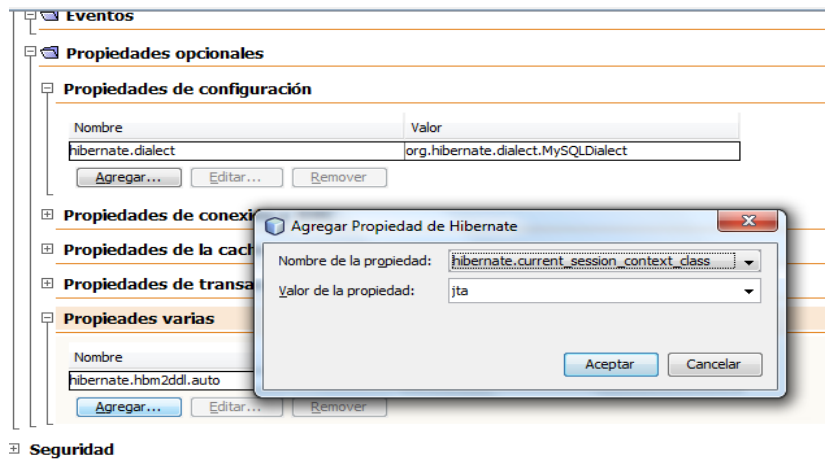 Eventos
Propiedades opcionales
Propiedades de configuración
Nombre Valor
hibernate.dialect org.hibernate.dialect.MySQLDialect
Agregar... Editar... Remover
Propiedades de conexi
Agregar Propiedad de Hibernate
Propiedades de la cach
Nombre de la propiedad: hibernate.current_session_context_class
Propiedades de transa
Valor de la propiedad: jta
Propieades varias
Nombre
Aceptar Cancelar
hibernate.hbm2ddl.auto
Agregar... Editar... Remover
Seguridad